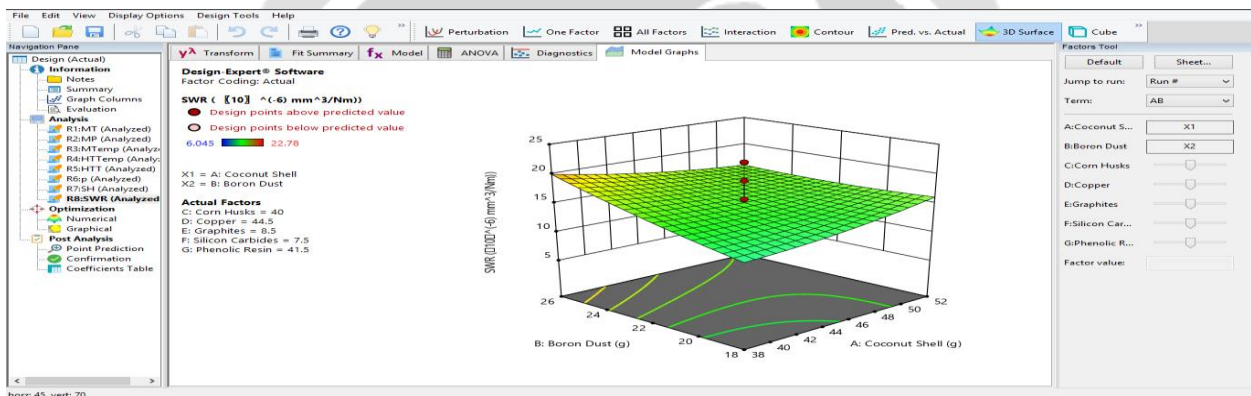 File Edit View Display Options Design Tools Help
» Perturbation One Factor All Factors Interaction Contour Pred. vs. Actual 3D Surface Cube »
Navigation Pane
Design (Actual)
Information
Notes
Summary
Graph Columns
Evaluation
Analysis
R1:MT (Analyzed)
R2:MP (Analyzed)
R3:MTemp (Analyz
R4:HTTemp (Analy:
R5:HTT (Analyzed)
R6:p (Analyzed)
R7:SH (Analyzed)
R8:SWR (Analyzed
Optimization
Numerical
Graphical
Post Analysis
Point Prediction
Confirmation
Coefficients Table
yλ Transform Fit Summary fx Model ANOVA Diagnostics Model Graphs
Design-Expert® Software
Factor Coding: Actual
SWR ( 〖10〗 ^(-6) mm^3/Nm))
Design points above predicted value
Design points below predicted value
6.045 22.78
X1 = A: Coconut Shell
X2 = B: Boron Dust
Actual Factors
C: Corn Husks = 40
D: Copper = 44.5
E: Graphites = 8.5
F: Silicon Carbides = 7.5
G: Phenolic Resin = 41.5
SWR (□10□^(-6) mm^3/Nm))
25
20
15
10
5
26
24
22
20
18
38
40
42
44
46
48
50
52
B: Boron Dust (g)
A: Coconut Shell (g)
Factors Tool
Default Sheet...
Jump to run: Run #
Term: AB
A:Coconut S... X1
B:Boron Dust X2
C:Corn Husks
D:Copper
E:Graphites
F:Silicon Car...
G:Phenolic R...
Factor value:
horz: 45 vert: 70